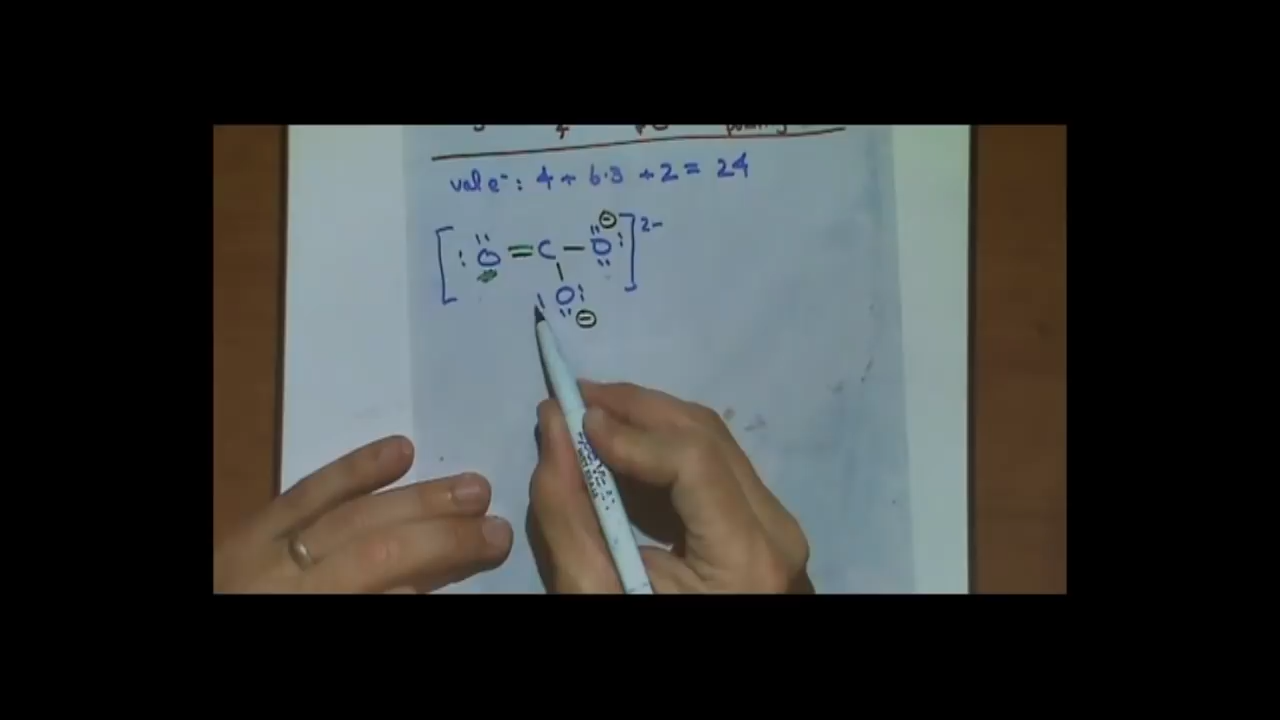 val e⁻: 4 + 6·3 + 2 = 24
[ :O=C—O: ]2-
O: